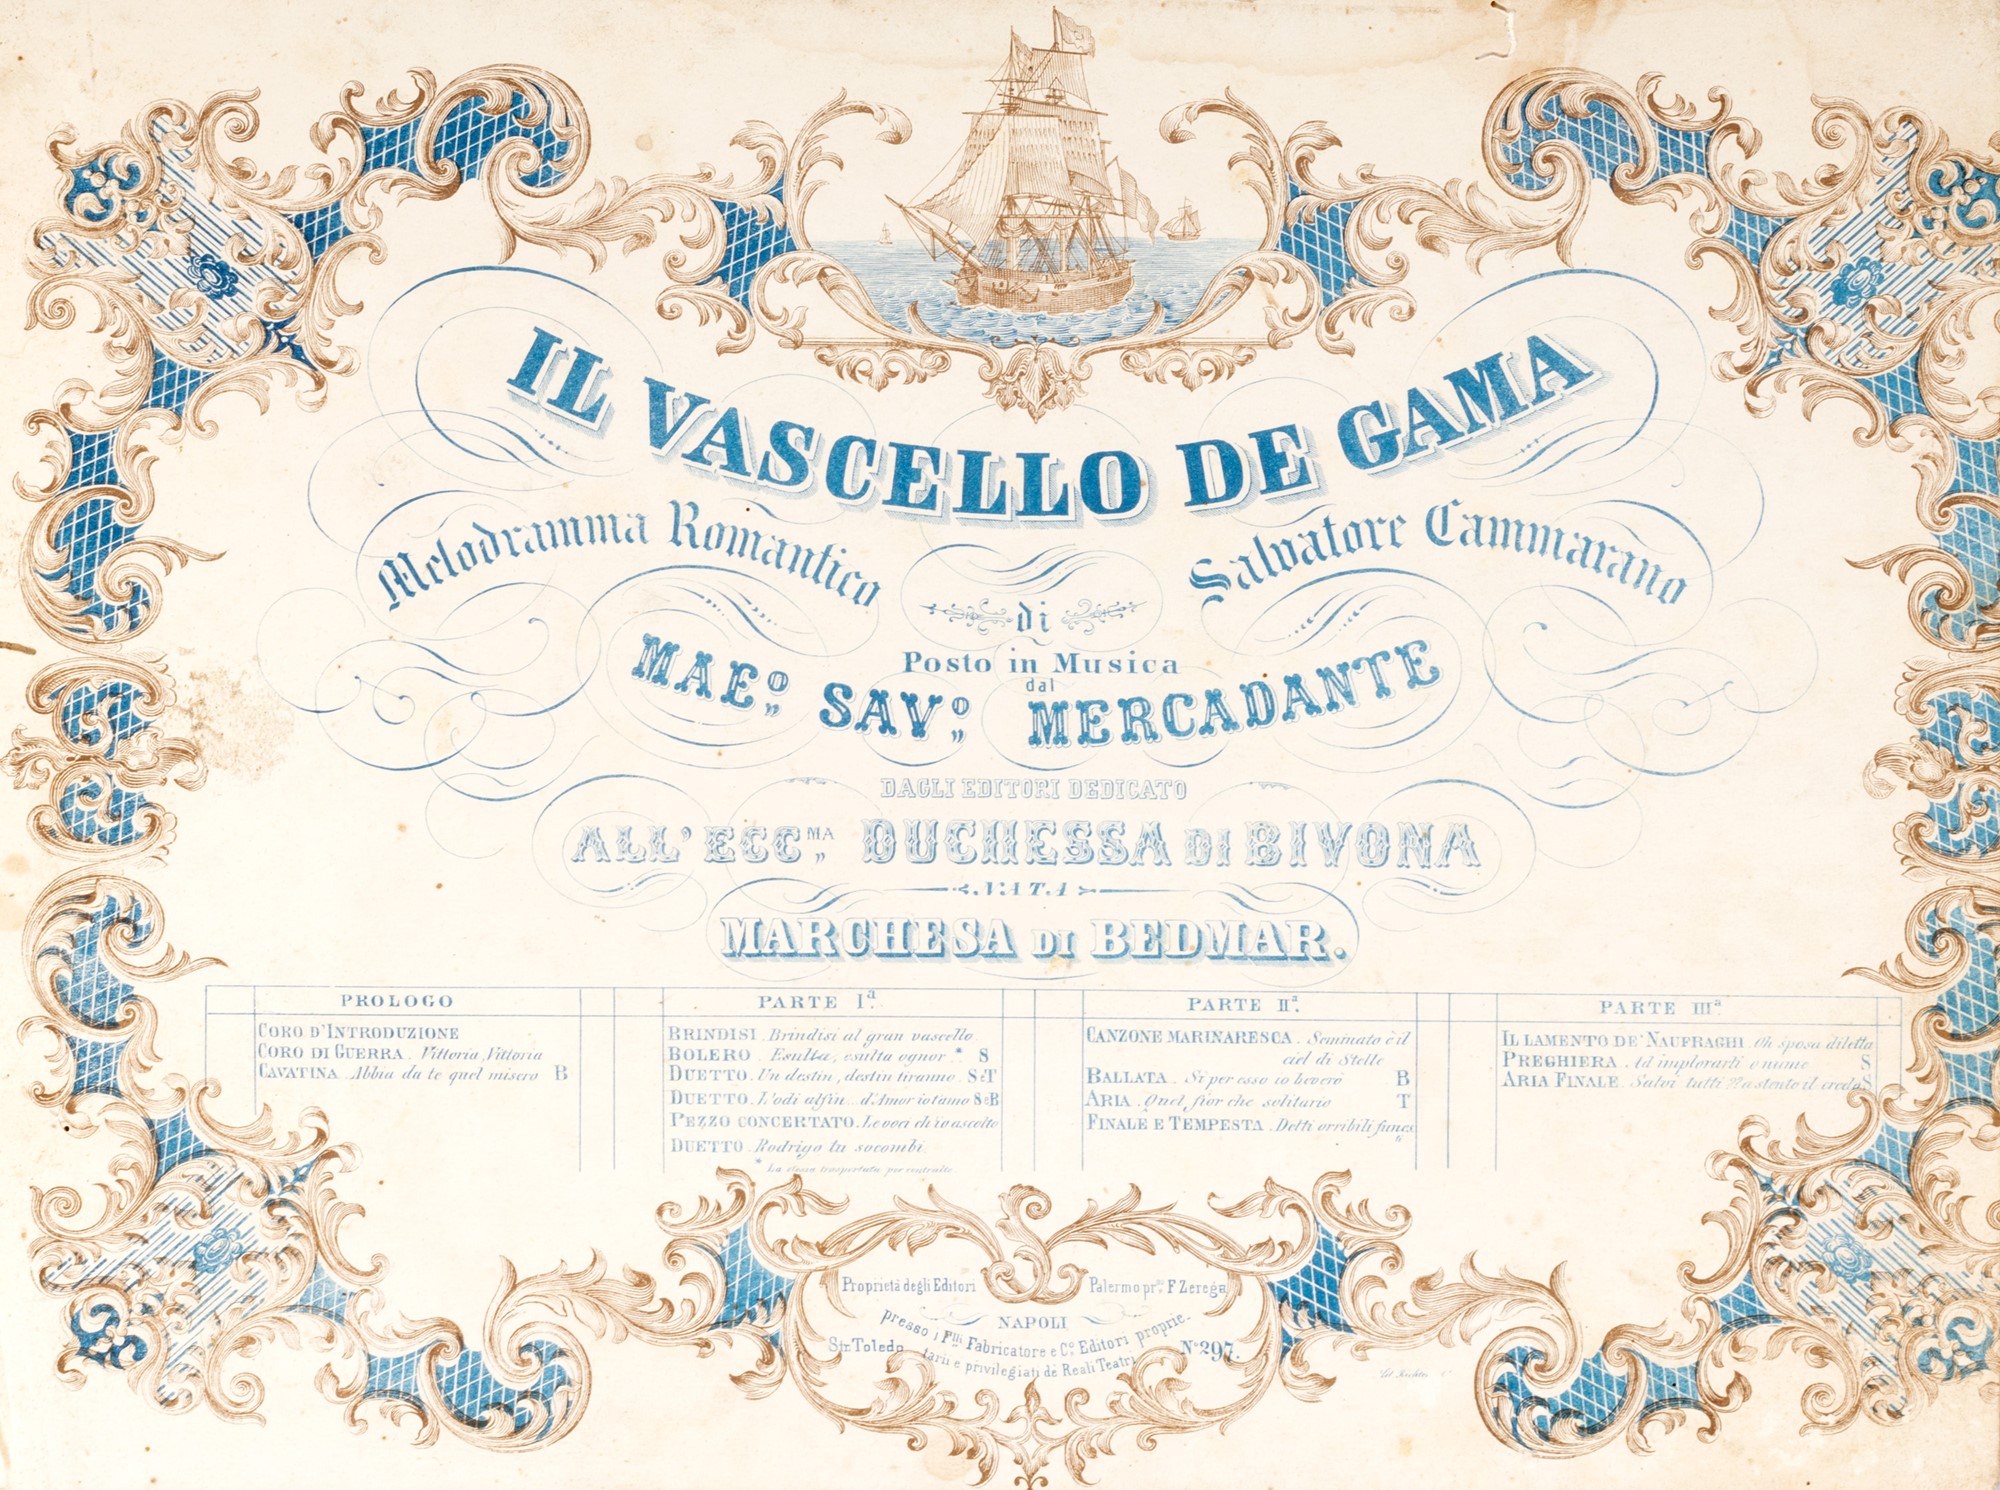 IL VASCELLO DE GAMA
Melodramma Romantico
di
Salvatore Cammarano
Posto in Musica
dal
MAEº. SAVº. MERCADANTE
DAGLI EDITORI DEDICATO
ALL' ECCMA. DUCHESSA DI BIVONA
NATA
MARCHESA DI BEDMAR.
PROLOGO
CORO D'INTRODUZIONE
CORO DI GUERRA. Vittoria, Vittoria
CAVATINA. Abbia da te quel misero B
PARTE Iª.
BRINDISI. Brindisi al gran vascello
BOLERO. Esulta, esulta ognor * S
DUETTO. Un destin, destin tiranno. S e T
DUETTO. L'odi alfin... d'Amor io t'amo S e B
PEZZO CONCERTATO. Le voci ch'io ascolto
DUETTO. Rodrigo tu socombi.
* La stessa trasportata per contralto.
PARTE IIª.
CANZONE MARINARESCA. Seminato è il
ciel di Stelle
BALLATA. Sì per esso io beverò B
ARIA. Quel fior che solitario T
FINALE E TEMPESTA. Detti orribili funes
PARTE IIIª.
IL LAMENTO DE' NAUFRAGHI Oh sposa diletta
PREGHIERA. Ad implorarti o nume S
ARIA FINALE. Salvi tutti Ma stento il credo S
Proprietà degli Editori
Palermo pr. F Zerega
NAPOLI
presso i Flli Fabricatore e Cº. Editori proprie-
tarii e privilegiati de Reali Teatri
Str. Toledo
Nº 297.